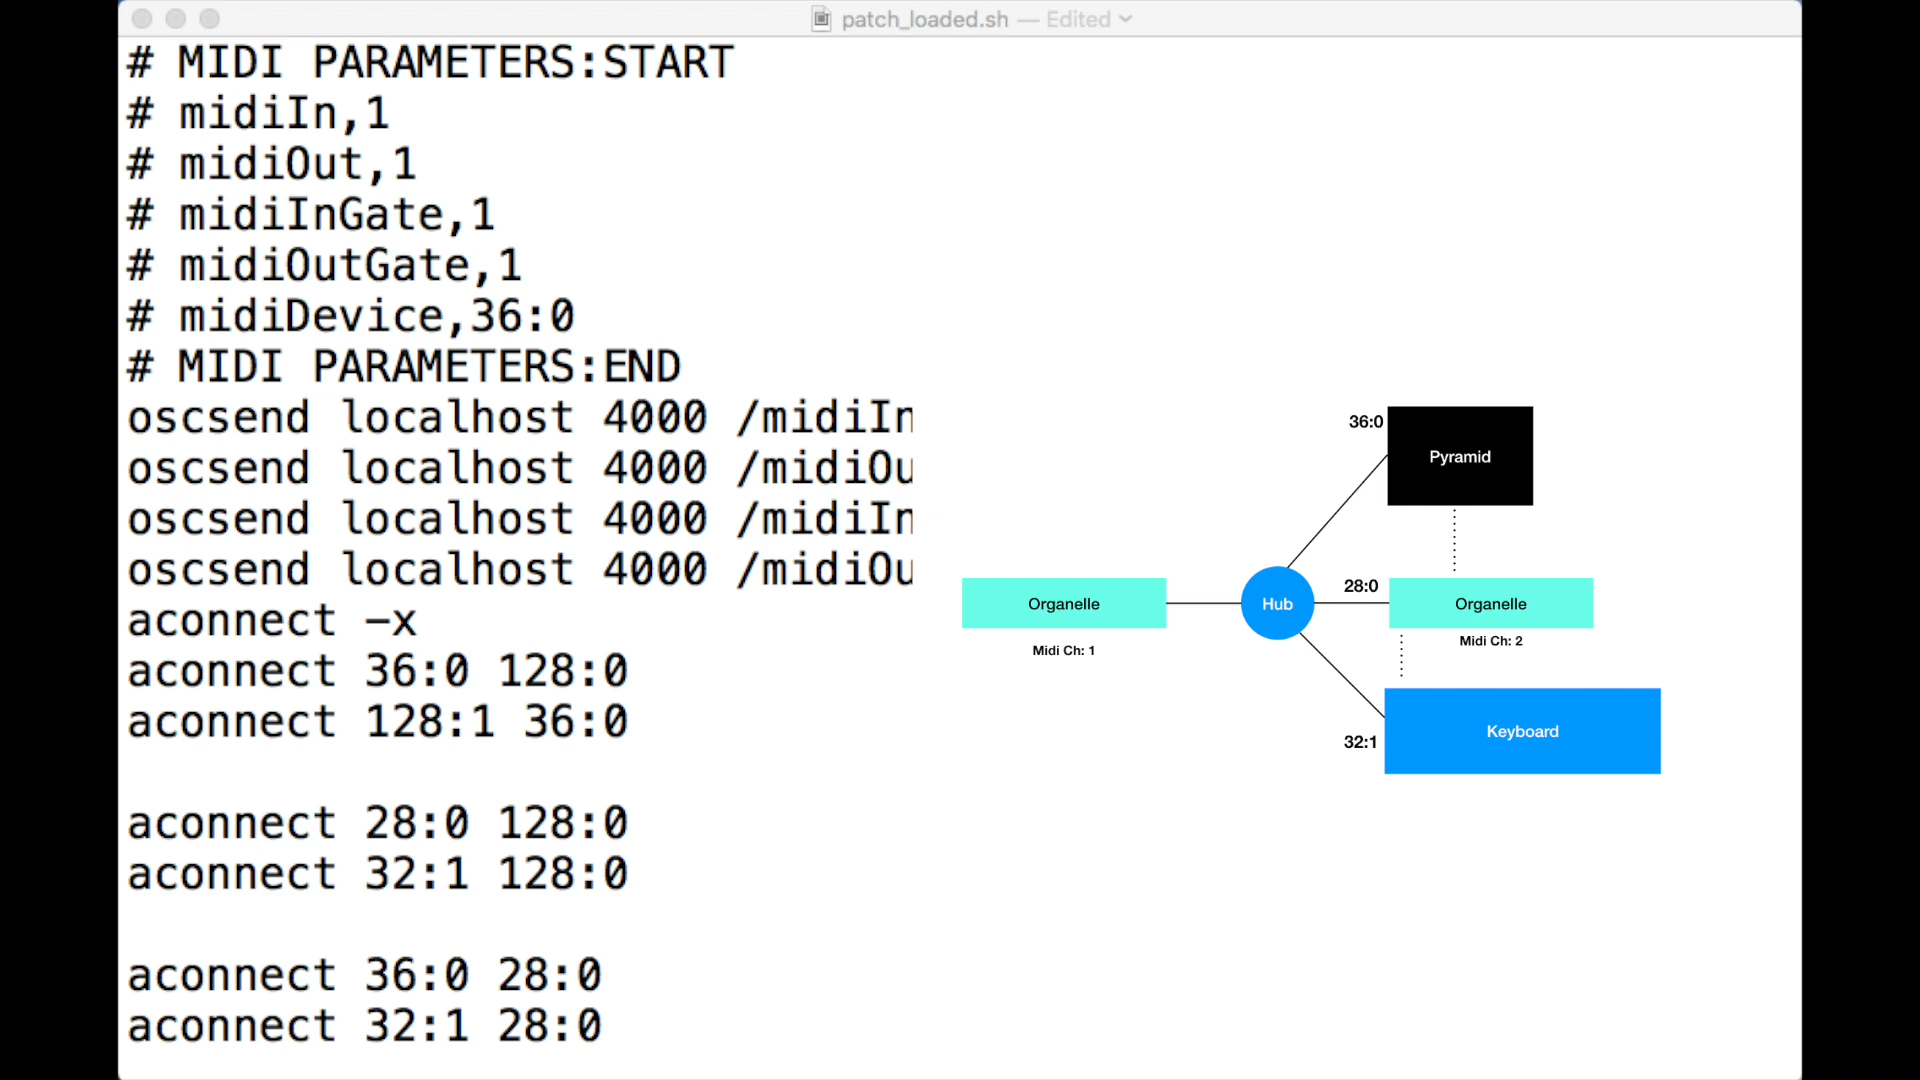 patch_loaded.sh — Edited
# MIDI PARAMETERS:START
# midiIn,1
# midiOut,1
# midiInGate,1
# midiOutGate,1
# midiDevice,36:0
# MIDI PARAMETERS:END
oscsend localhost 4000 /midiIn
oscsend localhost 4000 /midiOu
oscsend localhost 4000 /midiIn
oscsend localhost 4000 /midiOu
aconnect -x
aconnect 36:0 128:0
aconnect 128:1 36:0
aconnect 28:0 128:0
aconnect 32:1 128:0
aconnect 36:0 28:0
aconnect 32:1 28:0
36:0
Pyramid
28:0
Organelle
Hub
Organelle
Midi Ch: 1
Midi Ch: 2
Keyboard
32:1